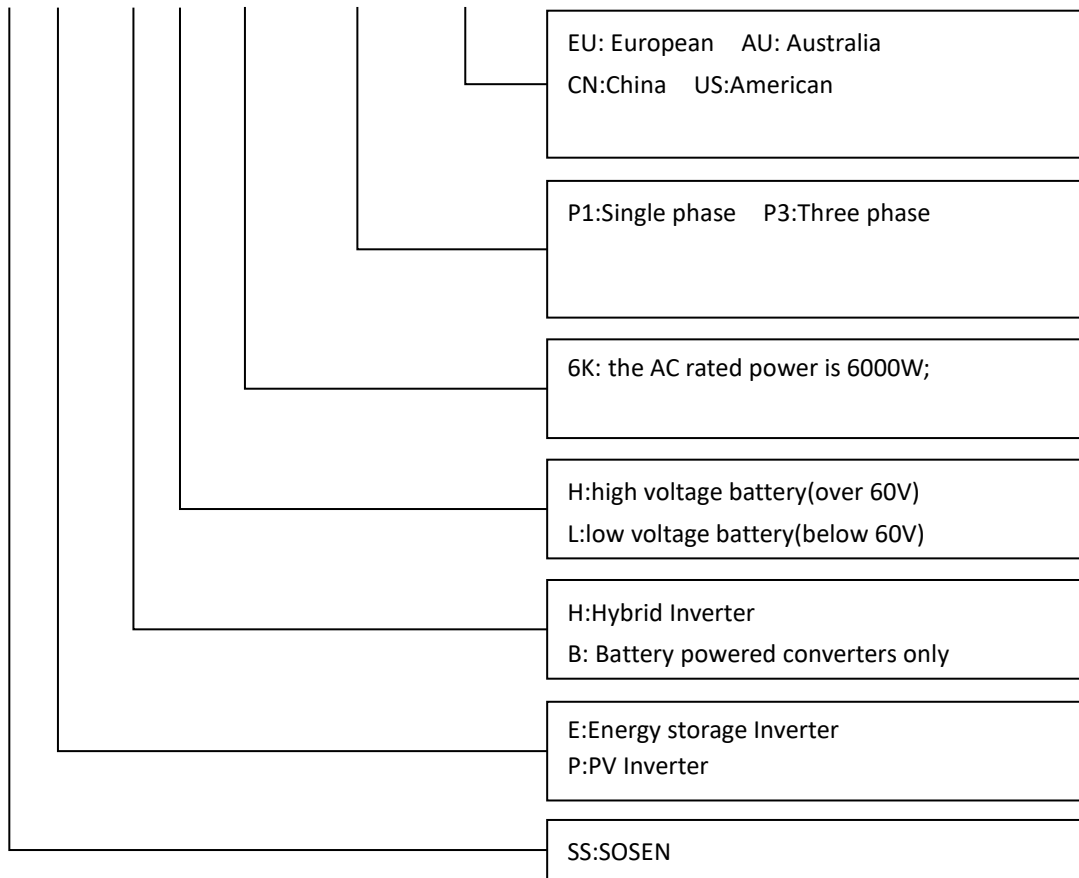 EU: European AU: Australia
CN:China US:American
P1:Single phase P3:Three phase
6K: the AC rated power is 6000W;
H:high voltage battery(over 60V)
L:low voltage battery(below 60V)
H:Hybrid Inverter
B: Battery powered converters only
E:Energy storage Inverter
P:PV Inverter
SS:SOSEN